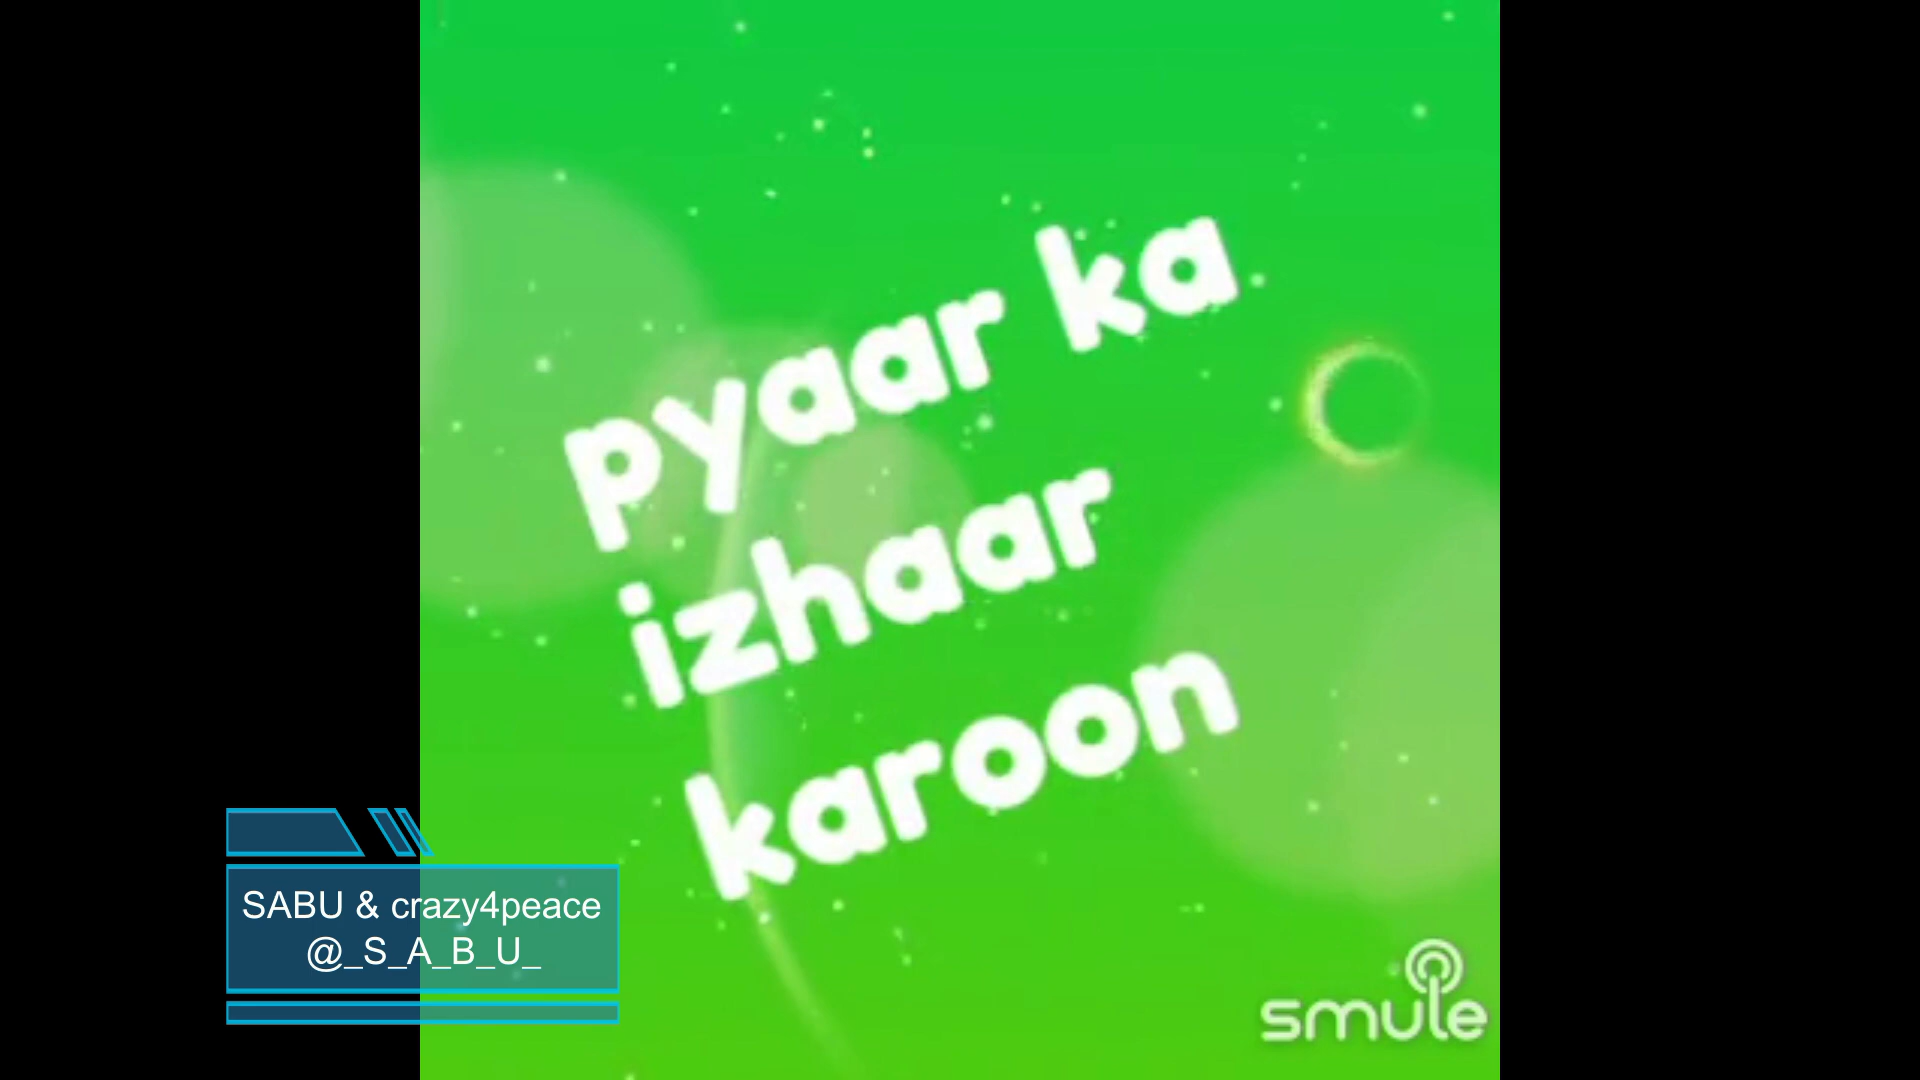 pyaar ka
izhaar
karoon
SABU & crazy4peace
@_S_A_B_U_
smule